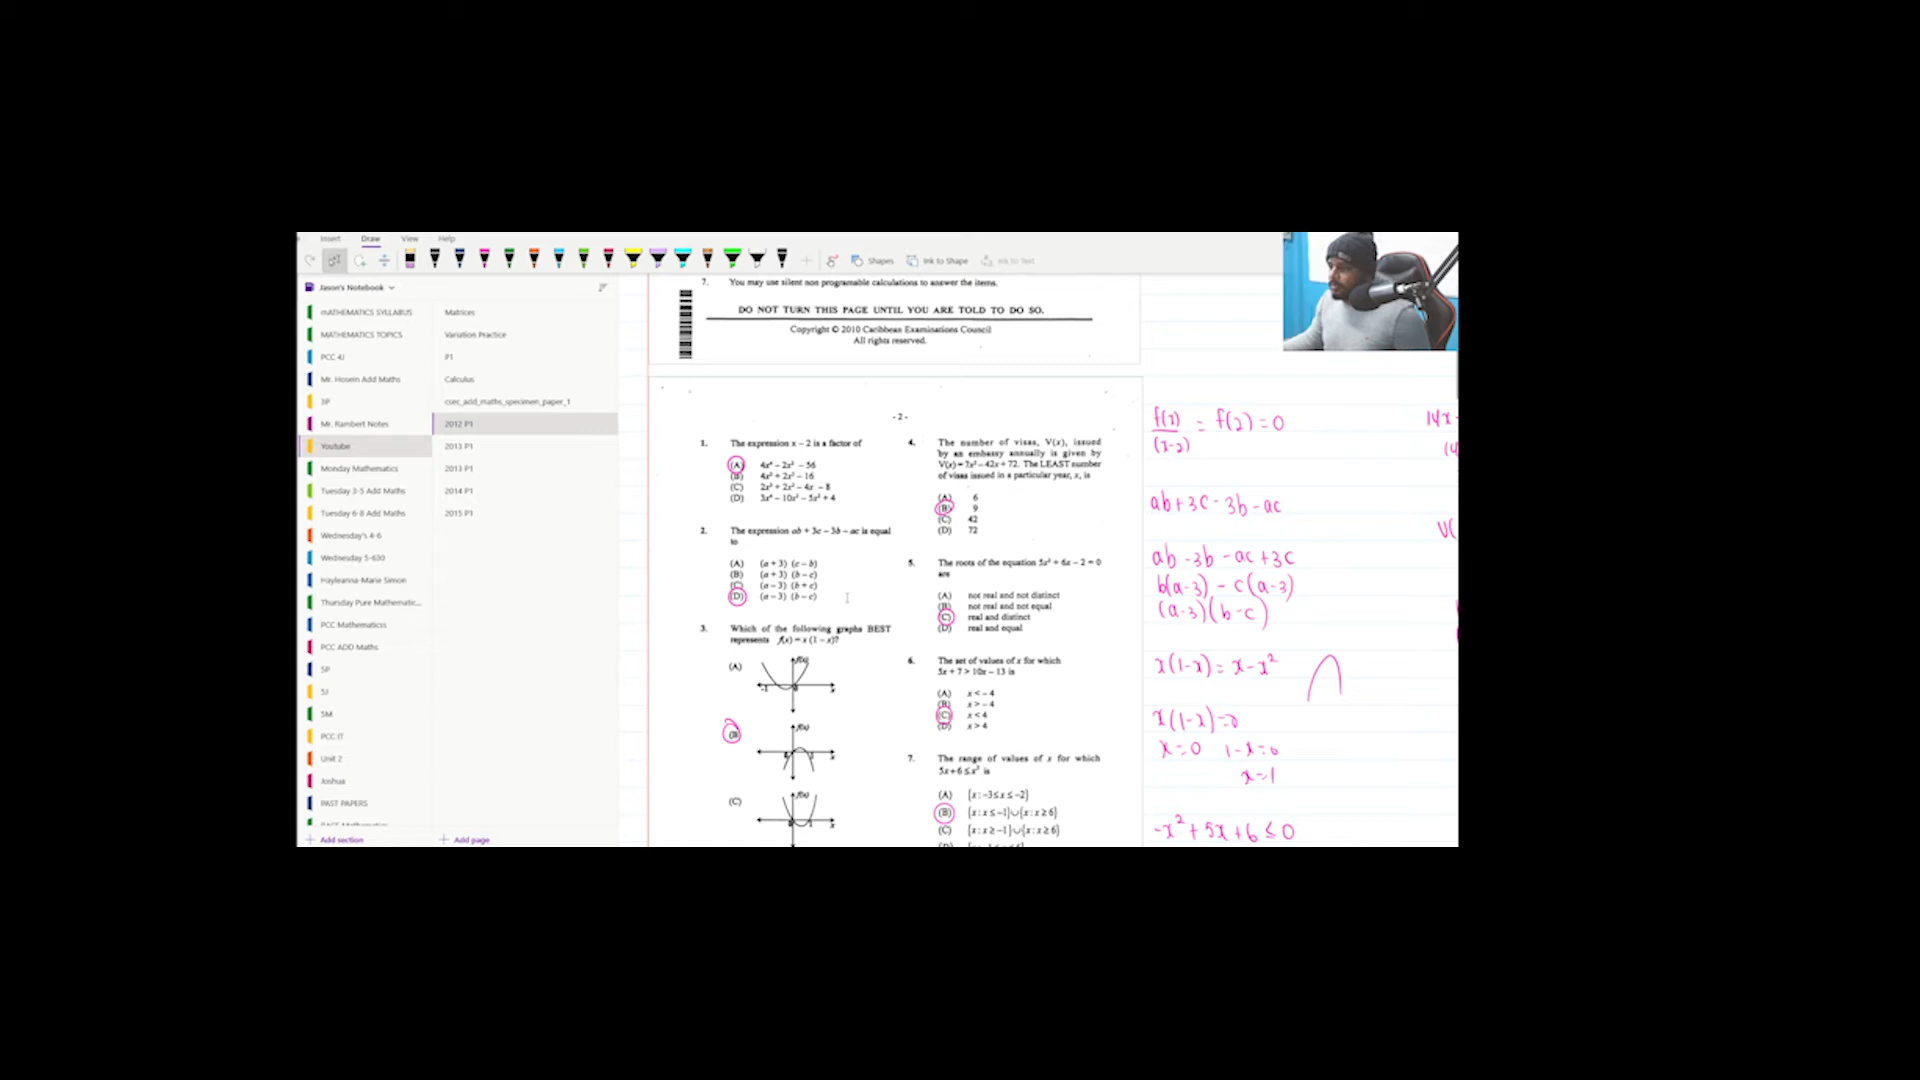 Insert Draw View Help
Shapes Ink to Shape Ink to Text
Jason's Notebook
mATHEMATICS SYLLABUS
MATHEMATICS TOPICS
PCC 4J
Mr. Hosein Add Maths
3P
Mr. Rambert Notes
Youtube
Monday Mathematics
Tuesday 3-5 Add Maths
Tuesday 6-8 Add Maths
Wednesday's 4-6
Wednesday 5-630
Hayleanna-Marie Simon
Thursday Pure Mathematic...
PCC Mathematicss
PCC ADD Maths
5P
5J
5M
PCC IT
Unit 2
Joshua
PAST PAPERS
Add section
Matrices
Variation Practice
P1
Calculus
csec_add_maths_specimen_paper_1
2012 P1
2013 P1
2013 P1
2014 P1
2015 P1
Add page
7. You may use silent non programable calculations to answer the items.
DO NOT TURN THIS PAGE UNTIL YOU ARE TOLD TO DO SO.
Copyright © 2010 Caribbean Examinations Council
All rights reserved.
- 2 -
1. The expression x – 2 is a factor of
(A) 4x⁴ – 2x² – 56
(B) 4x³ + 2x² – 16
(C) 2x³ + 2x² – 4x – 8
(D) 3x⁴ – 10x³ – 5x² + 4
2. The expression ab + 3c – 3b – ac is equal
to
(A) (a + 3) (c – b)
(B) (a + 3) (b – c)
(C) (a – 3) (b + c)
(D) (a – 3) (b – c)
3. Which of the following graphs BEST
represents f(x) = x (1 – x)?
(A)
f(x)
-1 0 x
(B
f(x)
x
(C)
f(x)
x
4. The number of visas, V(x), issued
by an embassy annually is given by
V(x) = 7x² – 42x + 72. The LEAST number
of visas issued in a particular year, x, is
(A) 6
(B) 9
(C) 42
(D) 72
5. The roots of the equation 5x² + 6x – 2 = 0
are
(A) not real and not distinct
(B) not real and not equal
(C) real and distinct
(D) real and equal
6. The set of values of x for which
5x + 7 > 10x – 13 is
(A) x < – 4
(B) x > – 4
(C) x < 4
(D) x > 4
7. The range of values of x for which
5x+6 ≤ x² is
(A) {x : –3 ≤ x ≤ –2}
(B) {x : x ≤ –1} ∪ {x : x ≥ 6}
(C) {x : x ≥ –1} ∪ {x : x ≥ 6}
f(x)
(x-2) = f(2) = 0
ab + 3c - 3b - ac
ab - 3b - ac + 3c
b(a-3) - c(a-3)
(a-3)(b-c)
x(1-x) = x - x²
x(1-x) = 0
x = 0 1-x = 0
x = 1
-x² + 5x + 6 ≤ 0
14x -